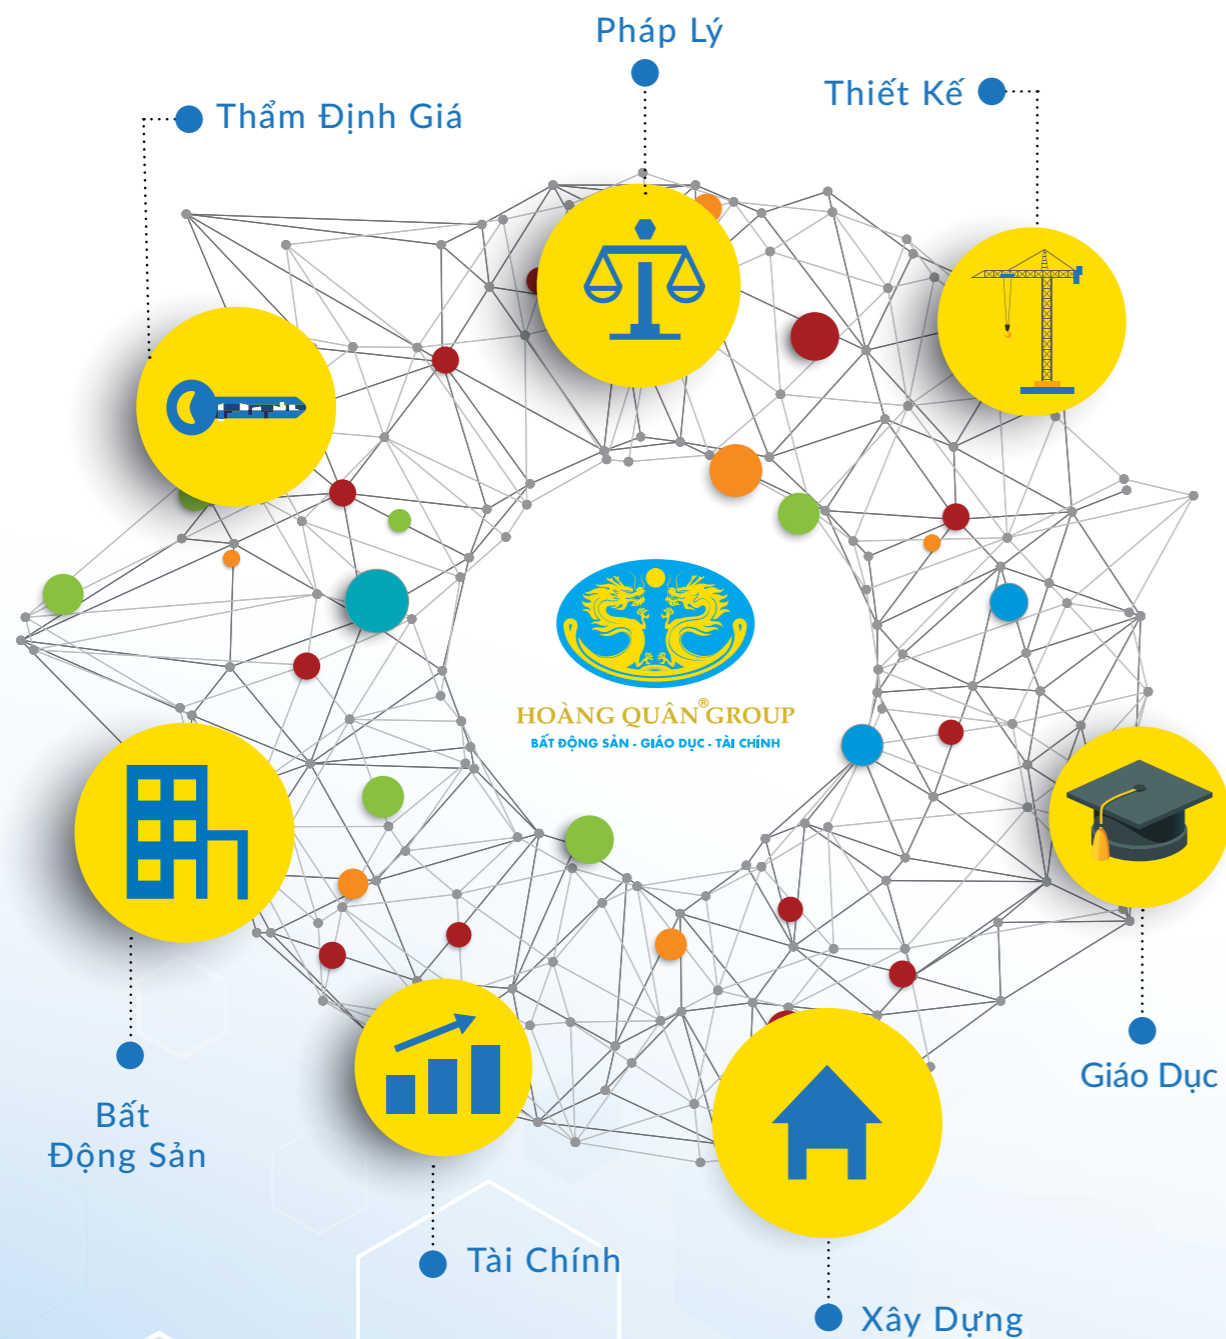 Pháp Lý
Thiết Kế
Thẩm Định Giá
HOÀNG QUÂN® GROUP
BẤT ĐỘNG SẢN - GIÁO DỤC - TÀI CHÍNH
Giáo Dục
Bất
Động Sản
Tài Chính
Xây Dựng